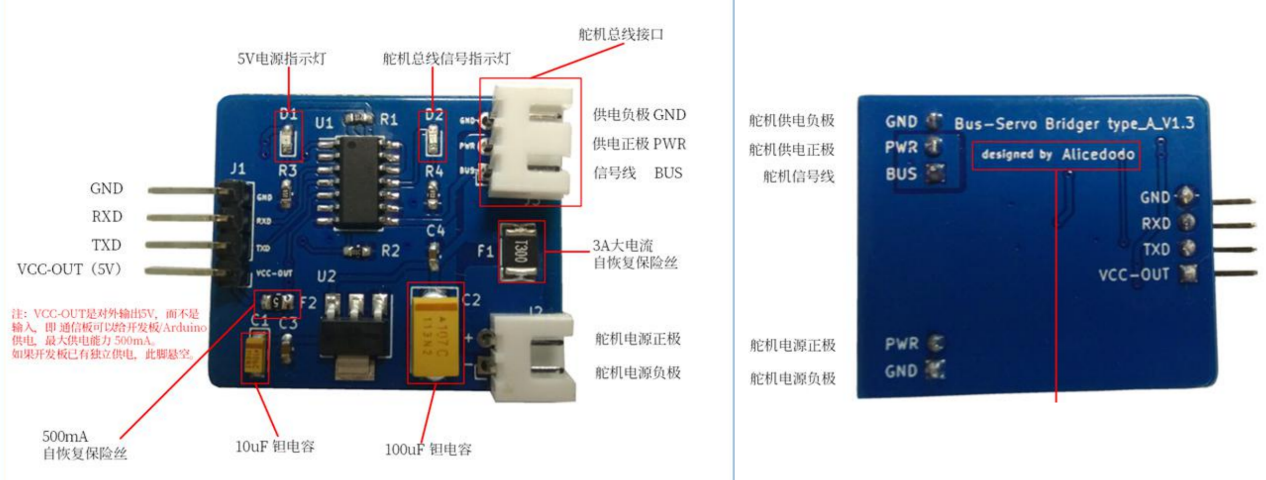 舵机总线接口
5V电源指示灯
舵机总线信号指示灯
D1
U1
R1
D2
GND
PWR
BUS
供电负极 GND
供电正极 PWR
信号线 BUS
J1
R3
R4
GND
RXD
TXD
VCC-OUT（5V）
GND
RXD
TXD
VCC-OUT
R2
C4
F1
T300
3A大电流
自恢复保险丝
U2
5
F2
C1
C3
C2
A107C
113N2
J2
+
-
舵机电源正极
舵机电源负极
注：VCC-OUT是对外输出5V，而不是
输入，即 通信板可以给开发板/Arduino
供电，最大供电能力 500mA。
如果开发板已有独立供电，此脚悬空。
500mA
自恢复保险丝
10uF 钽电容
100uF 钽电容
舵机供电负极
舵机供电正极
舵机信号线
GND
PWR
BUS
Bus-Servo Bridger type_A_V1.3
designed by Alicedodo
GND
RXD
TXD
VCC-OUT
舵机电源正极
舵机电源负极
PWR
GND